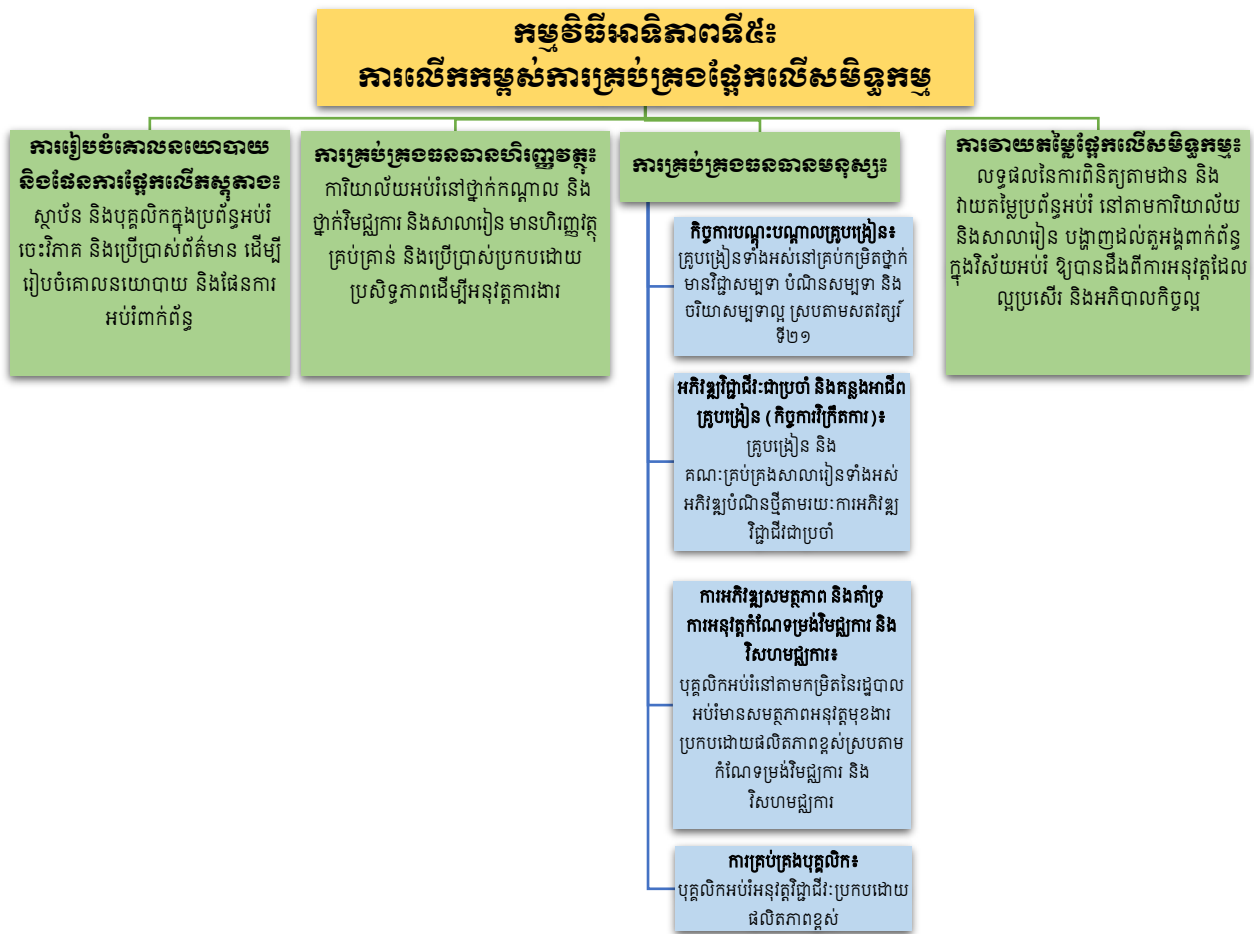 កម្មវិធីអាទិភាពទី៥៖
ការលើកកម្ពស់ការគ្រប់គ្រងផ្អែកលើសមិទ្ធកម្ម
ការរៀបចំគោលនយោបាយ
និងផែនការផ្អែកលើភស្តុតាង៖
ស្ថាប័ន និងបុគ្គលិកក្នុងប្រព័ន្ធអប់រំ
ចេះវិភាគ និងប្រើប្រាស់ព័ត៌មាន ដើម្បី
រៀបចំគោលនយោបាយ និងផែនការ
អប់រំពាក់ព័ន្ធ
ការគ្រប់គ្រងធនធានហិរញ្ញវត្ថុ៖
ការិយាល័យអប់រំនៅថ្នាក់កណ្តាល និង
ថ្នាក់វិមជ្ឈការ និងសាលារៀន មានហិរញ្ញវត្ថុ
គ្រប់គ្រាន់ និងប្រើប្រាស់ប្រកបដោយ
ប្រសិទ្ធភាពដើម្បីអនុវត្តការងារ
ការគ្រប់គ្រងធនធានមនុស្ស៖
កិច្ចការបណ្តុះបណ្តាលគ្រូបង្រៀន៖
គ្រូបង្រៀនទាំងអស់នៅគ្រប់កម្រិតថ្នាក់
មានវិជ្ជាសម្បទា បំណិនសម្បទា និង
ចរិយាសម្បទាល្អ ស្របតាមសតវត្សរ៍
ទី២១
អភិវឌ្ឍវិជ្ជាជីវៈជាប្រចាំ និងគន្លងអាជីព
គ្រូបង្រៀន (កិច្ចការវិក្រឹតការ)៖
គ្រូបង្រៀន និង
គណៈគ្រប់គ្រងសាលារៀនទាំងអស់
អភិវឌ្ឍបំណិនថ្មីតាមរយៈការអភិវឌ្ឍ
វិជ្ជាជីវជាប្រចាំ
ការអភិវឌ្ឍសមត្ថភាព និងគាំទ្រ
ការអនុវត្តកំណែទម្រង់វិមជ្ឈការ និង
វិសហមជ្ឈការ៖
បុគ្គលិកអប់រំនៅតាមកម្រិតនៃរដ្ឋបាល
អប់រំមានសមត្ថភាពអនុវត្តមុខងារ
ប្រកបដោយផលិតភាពខ្ពស់ស្របតាម
កំណែទម្រង់វិមជ្ឈការ និង
វិសហមជ្ឈការ
ការគ្រប់គ្រងបុគ្គលិក៖
បុគ្គលិកអប់រំអនុវត្តវិជ្ជាជីវៈប្រកបដោយ
ផលិតភាពខ្ពស់
ការវាយតម្លៃផ្អែកលើសមិទ្ធកម្ម៖
លទ្ធផលនៃការពិនិត្យតាមដាន និង
វាយតម្លៃប្រព័ន្ធអប់រំ នៅតាមការិយាល័យ
និងសាលារៀន បង្ហាញដល់តួអង្គពាក់ព័ន្ធ
ក្នុងវិស័យអប់រំ ឱ្យបានដឹងពីការអនុវត្តដែល
ល្អប្រសើរ និងអភិបាលកិច្ចល្អ